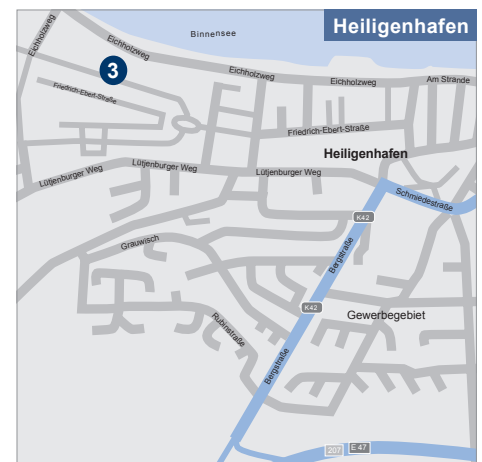 Heiligenhafen
Binnensee
Eichholzweg
Eichholzweg
3
Eichholzweg
Eichholzweg
Am Strande
Friedrich-Ebert-Straße
Friedrich-Ebert-Straße
Heiligenhafen
Lütjenburger Weg
Lütjenburger Weg
Lütjenburger Weg
Schmiedestraße
K42
Grauwisch
Bergstraße
K42
Gewerbegebiet
Rubinstraße
Bergstraße
207
E 47